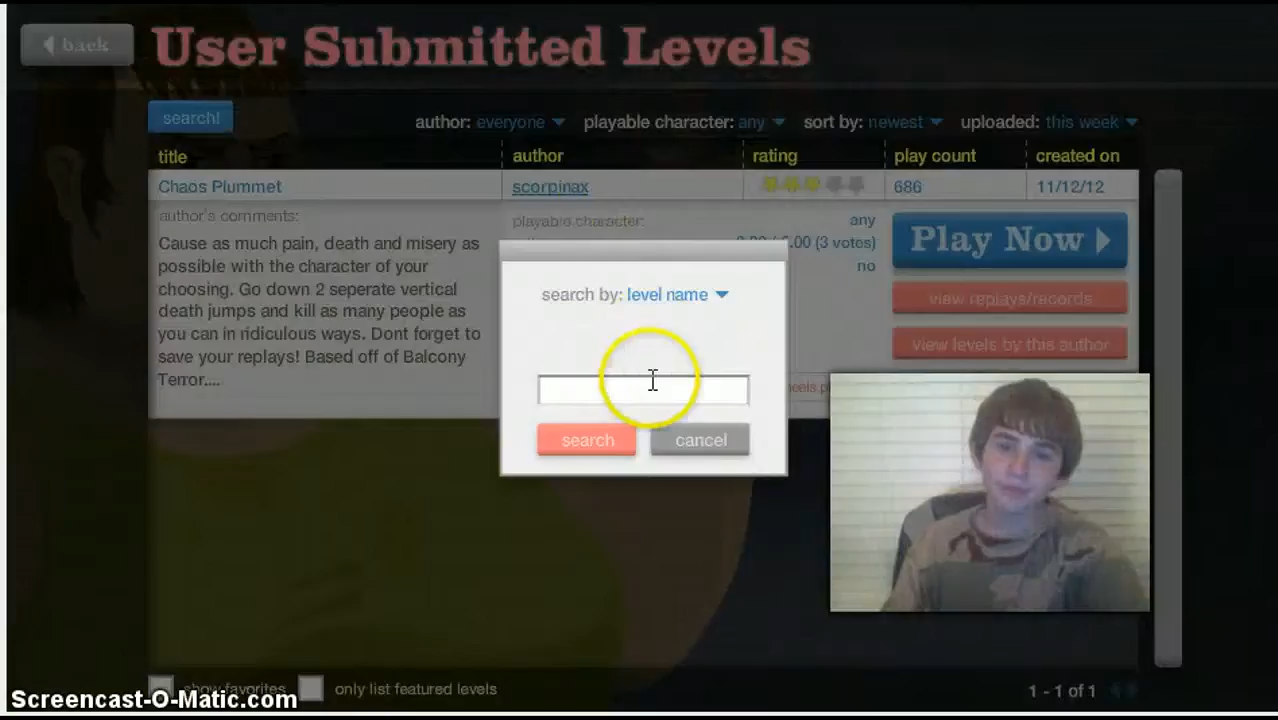 back
User Submitted Levels
search!
author: everyone
playable character: any
sort by: newest
uploaded: this week
title
author
rating
play count
created on
Chaos Plummet
scorpinax
686
11/12/12
author's comments:
Cause as much pain, death and misery as
possible with the character of your
choosing. Go down 2 seperate vertical
death jumps and kill as many people as
you can in ridiculous ways. Dont forget to
save your replays! Based off of Balcony
Terror....
playable character:
any
.00 (3 votes)
no
Play Now
view replays/records
view levels by this author
search by: level name
search
cancel
show favorites
only list featured levels
1 - 1 of 1
Screencast-O-Matic.com